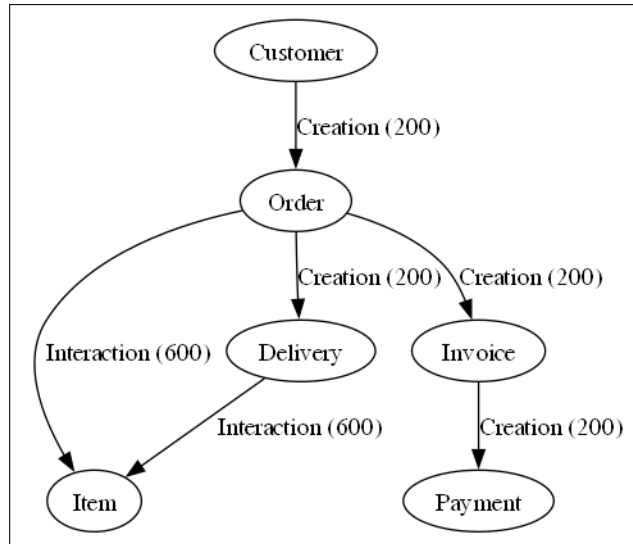 Customer
Creation (200)
Order
Creation (200)
Creation (200)
Interaction (600)
Delivery
Invoice
Interaction (600)
Creation (200)
Item
Payment